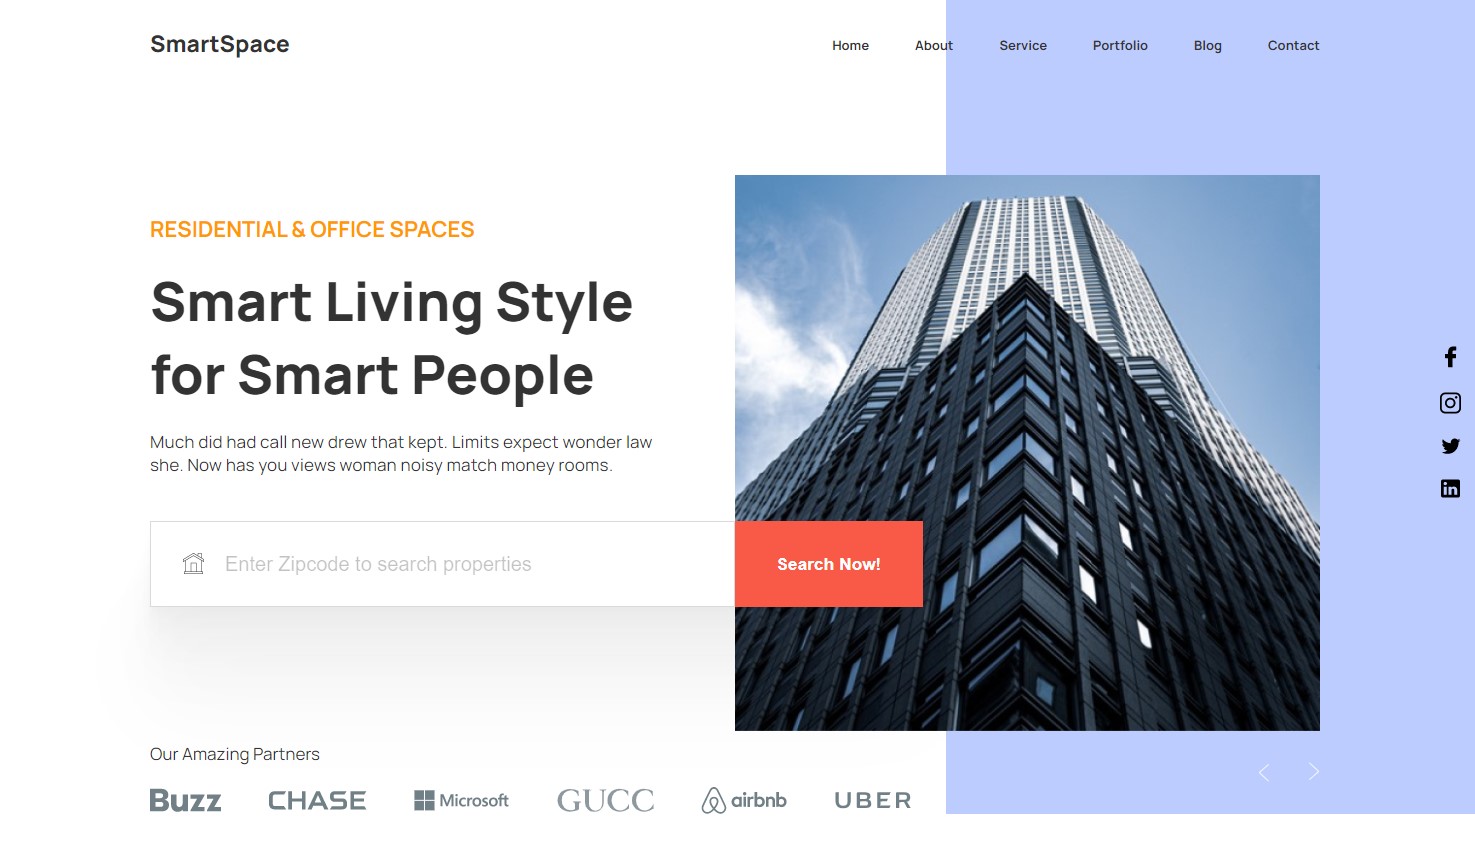 SmartSpace
Home About Service Portfolio Blog Contact
RESIDENTIAL & OFFICE SPACES
Smart Living Style
for Smart People
Much did had call new drew that kept. Limits expect wonder law
she. Now has you views woman noisy match money rooms.
Enter Zipcode to search properties
Search Now!
Our Amazing Partners
Buzz CHASE Microsoft GUCC airbnb UBER